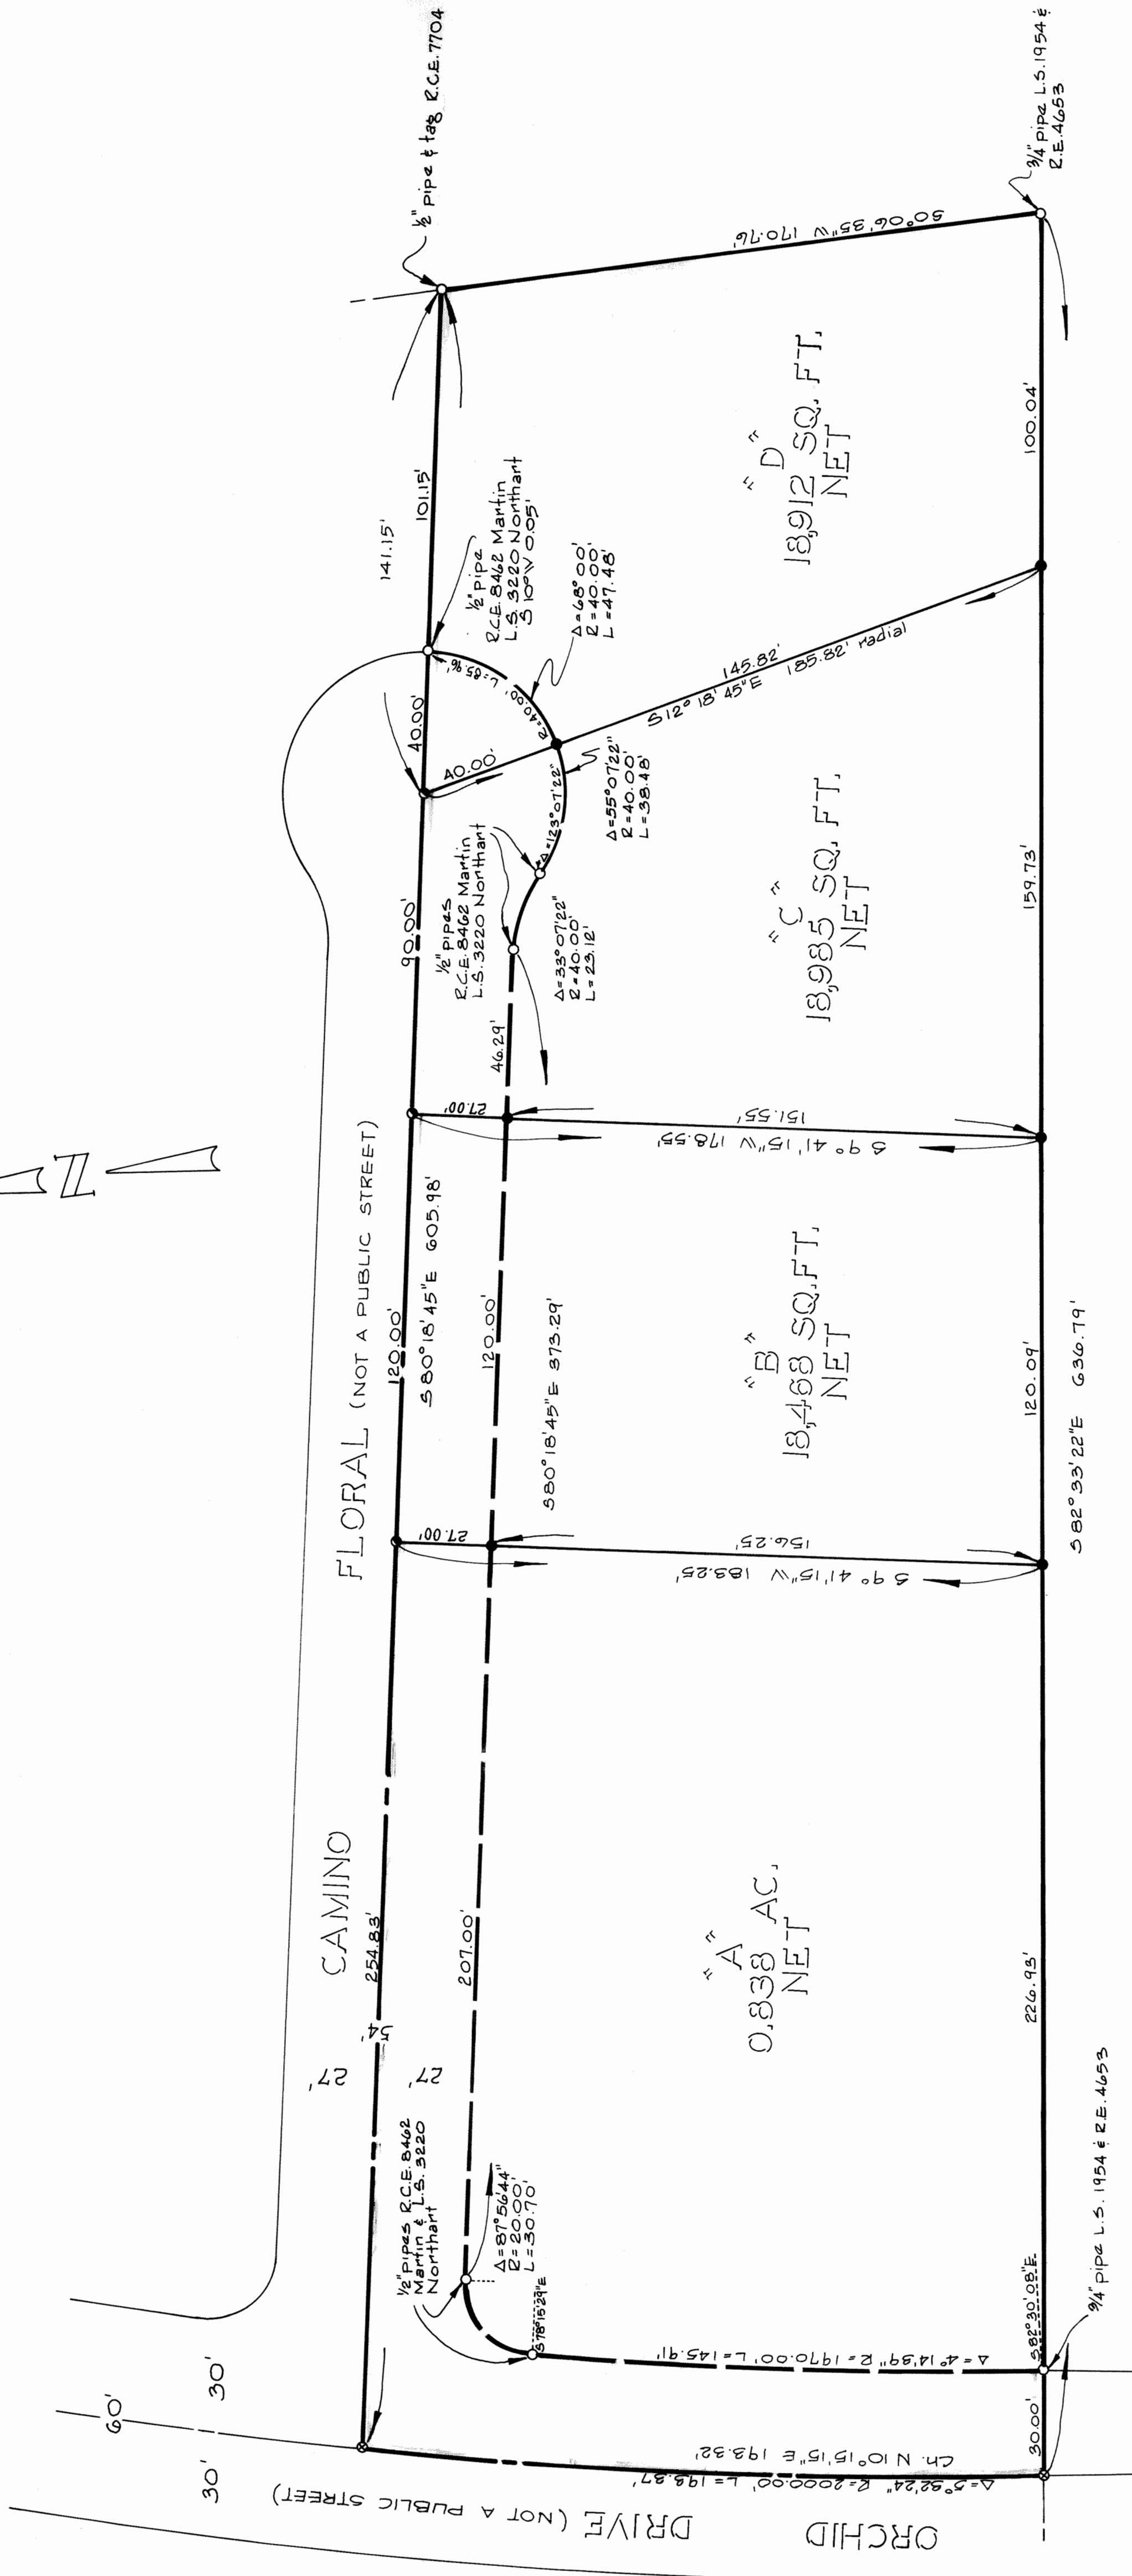 ½" pipe & tag R.C.E. 7704
¾" pipe L.S. 1954 &
R.E. 4653
S0°06'35"W 170.76'
141.15'
101.15'
½" pipe
R.C.E. 8462 Martin
L.S. 3220 Northant
S 10° W 0.05'
"D"
18,912 SQ. FT.
NET
100.04'
Δ=68°00'
R=40.00'
L=47.48'
L=85.96'
R=40.00'
Δ=123°07'22"
40.00'
40.00'
145.82'
S12°18'45"E 185.82' radial
Δ=55°07'22"
R=40.00'
L=38.48'
½" pipes
R.C.E. 8462 Martin
L.S. 3220 Northant
90.00'
Δ=33°07'22"
R=40.00'
L=23.12'
46.29'
"C"
18,985 SQ. FT.
NET
159.73'
27.00'
151.55'
S 9°41'15"W 178.55'
N
FLORAL (NOT A PUBLIC STREET)
120.00'
S80°18'45"E 605.98'
120.00'
S80°18'45"E 373.29'
"B"
18,468 SQ. FT.
NET
120.09'
S 82°33'22"E 636.79'
27.00'
156.25'
S 9°41'15"W 183.25'
CAMINO
254.83'
54'
27'
27'
207.00'
"A"
0.838 AC.
NET
226.93'
½" pipes R.C.E. 8462
Martin & L.S. 3220
Northant
Δ=87°56'44"
R=20.00'
L=30.70'
S78°15'29"E
Δ=4°14'39" R=1970.00' L=145.91'
S82°30'08"E
¾" pipe L.S. 1954 & R.E. 4653
30.00'
60'
30'
30'
Ch. N10°15'15"E 193.32'
Δ=5°32'24" R=2000.00' L=193.37'
ORCHID DRIVE (NOT A PUBLIC STREET)